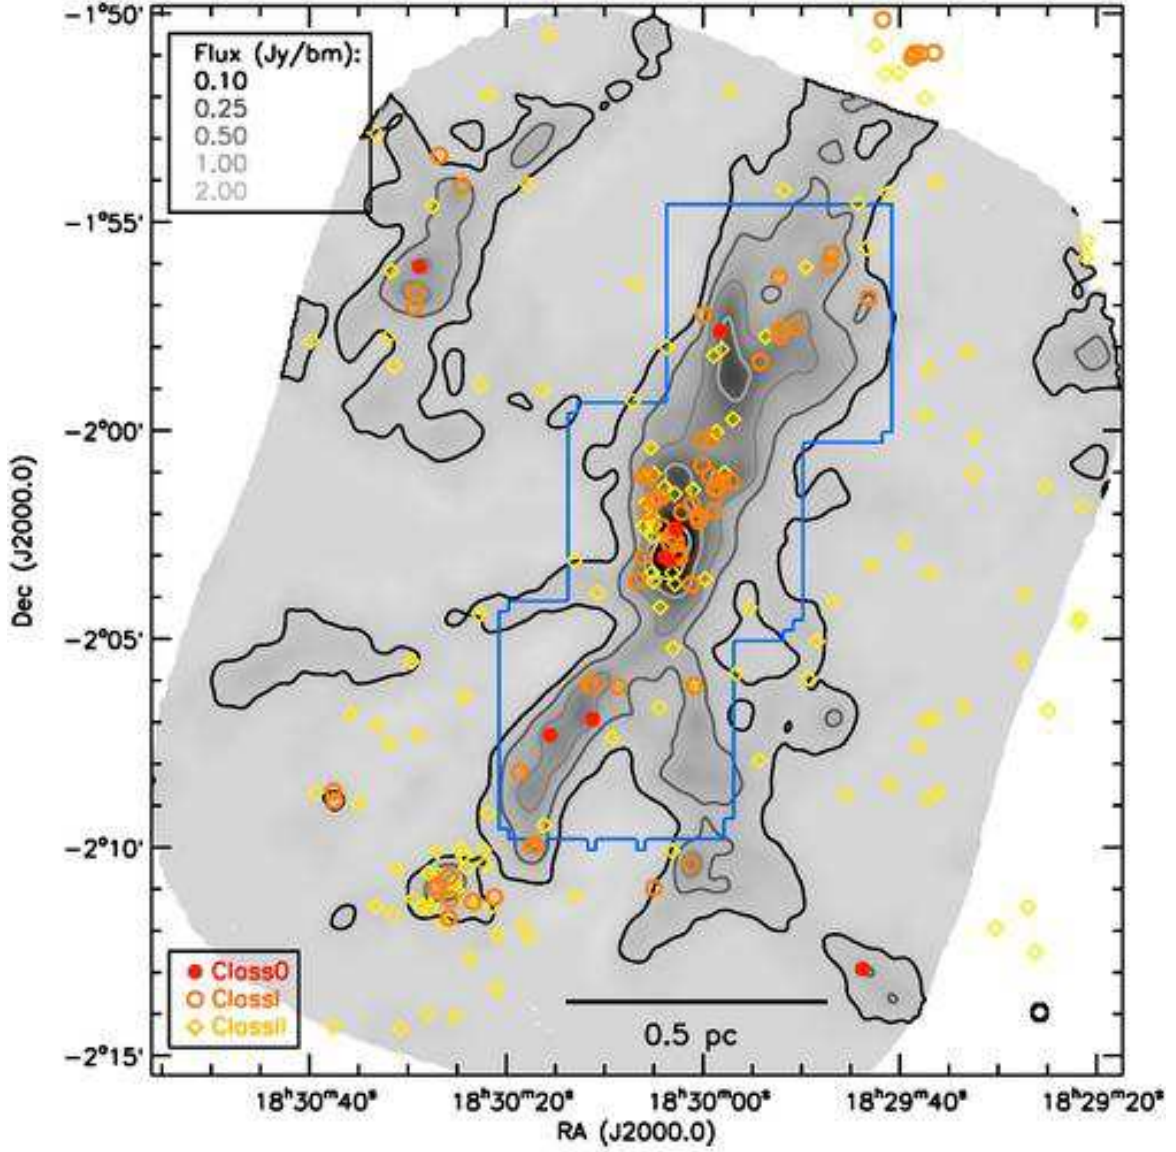 Flux (Jy/bm):
0.10
0.25
0.50
1.00
2.00
−1°50'
−1°55'
−2°00'
−2°05'
−2°10'
−2°15'
Dec (J2000.0)
Class0
ClassI
ClassII
0.5 pc
18ʰ30ᵐ40ˢ 18ʰ30ᵐ20ˢ 18ʰ30ᵐ00ˢ 18ʰ29ᵐ40ˢ 18ʰ29ᵐ20ˢ
RA (J2000.0)